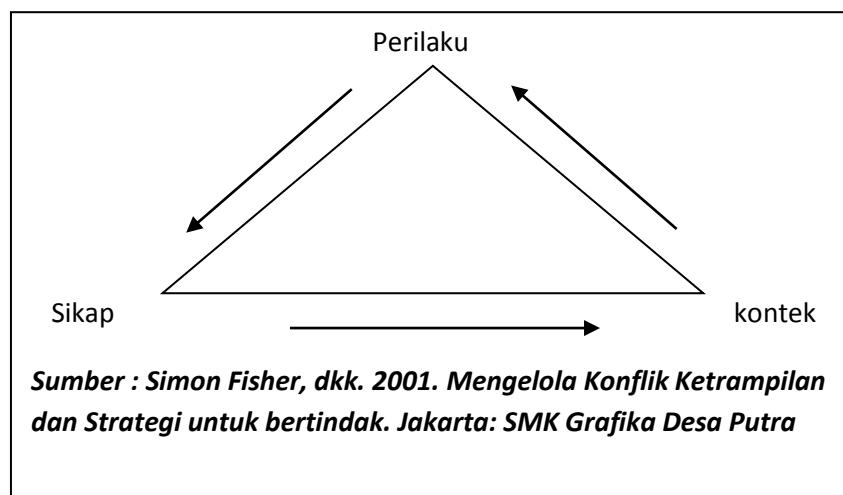 Perilaku
Sikap
kontek
Sumber : Simon Fisher, dkk. 2001. Mengelola Konflik Ketrampilan
dan Strategi untuk bertindak. Jakarta: SMK Grafika Desa Putra